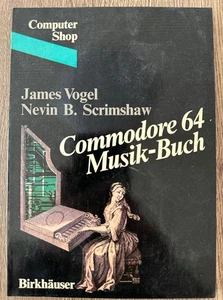 Computer
Shop
James Vogel
Nevin B. Scrimshaw
Commodore 64
Musik-Buch
Birkhäuser